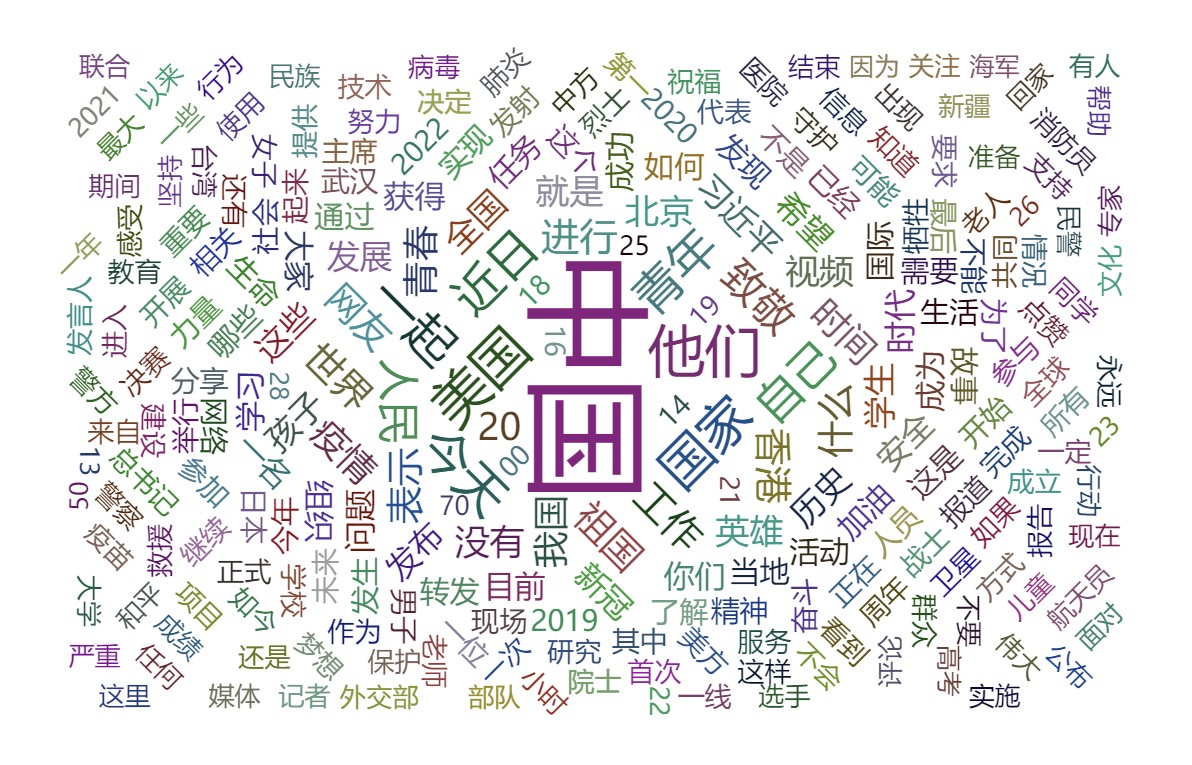 联合
以来
行为
民族
技术
病毒
肺炎
中方
第一
祝福
医院
结束
因为
关注
海军
回家
有人
帮助
2021
最大
一些
使用
提供
努力
决定
发射
烈士
2020
代表
守护
信息
出现
新疆
消防员
期间
坚持
台湾
女子
还有
社会
起来
主席
武汉
2022
实现
任务
这个
成功
如何
发现
不是
已经
可能
知道
要求
准备
支持
专家
感受
重要
相关
大家
通过
获得
全国
就是
北京
习近平
希望
国际
牺牲
最后
需要
老人
不能
共同
26
情况
民警
文化
一年
教育
生命
发展
青春
近日
进行
25
青年
致敬
视频
时代
生活
为了
点赞
同学
发言人
进入
开展
力量
哪些
这些
网友
一起
18
16
中国
19
他们
时间
参与
全球
永远
警方
决赛
分享
28
学习
世界
人民
美国
20
14
自己
什么
学生
成为
故事
开始
所有
23
来自
建设
举行
网络
一名
孩子
疫情
今天
00
国家
香港
安全
这是
完成
一定
13
50
总书记
参加
日本
今年
以组
问题
表示
70
没有
我国
祖国
工作
21
英雄
历史
加油
人员
报道
成立
行动
警察
疫苗
救援
继续
正式
学校
未来
发生
发布
转发
目前
新冠
你们
当地
活动
正在
战士
卫星
如果
报告
现在
大学
和平
项目
如今
男子
现场
2019
了解
精神
奋斗
周年
群众
不要
方式
儿童
航天员
面对
严重
任何
成绩
还是
梦想
作为
保护
老师
一位
一次
研究
其中
美方
服务
这样
不会
看到
评论
高考
伟大
公布
这里
媒体
记者
外交部
部队
小时
院士
首次
22
一线
选手
实施